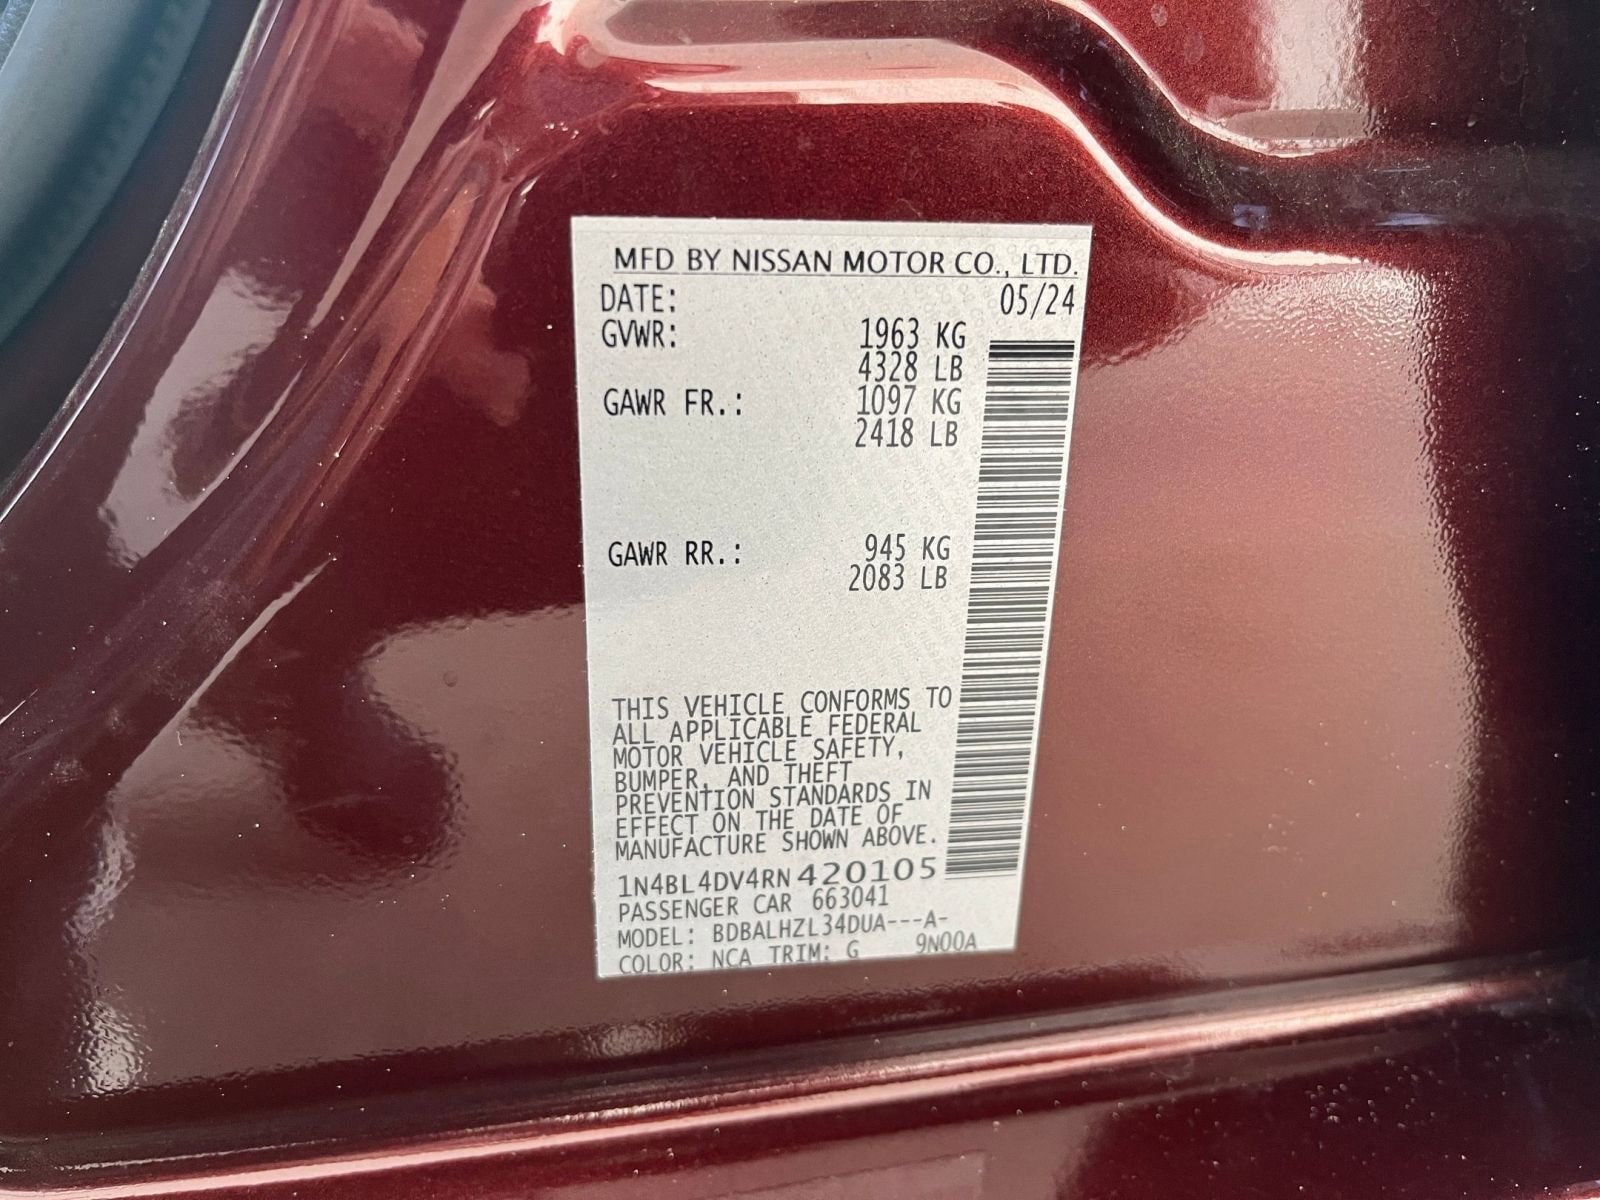 MFD BY NISSAN MOTOR CO., LTD.
DATE: 05/24
GVWR: 1963 KG
4328 LB
GAWR FR.: 1097 KG
2418 LB
GAWR RR.: 945 KG
2083 LB
THIS VEHICLE CONFORMS TO
ALL APPLICABLE FEDERAL
MOTOR VEHICLE SAFETY,
BUMPER, AND THEFT
PREVENTION STANDARDS IN
EFFECT ON THE DATE OF
MANUFACTURE SHOWN ABOVE.
1N4BL4DV4RN420105
PASSENGER CAR 663041
MODEL: BDBALHZL34DUA---A-
COLOR: NCA TRIM: G 9N00A